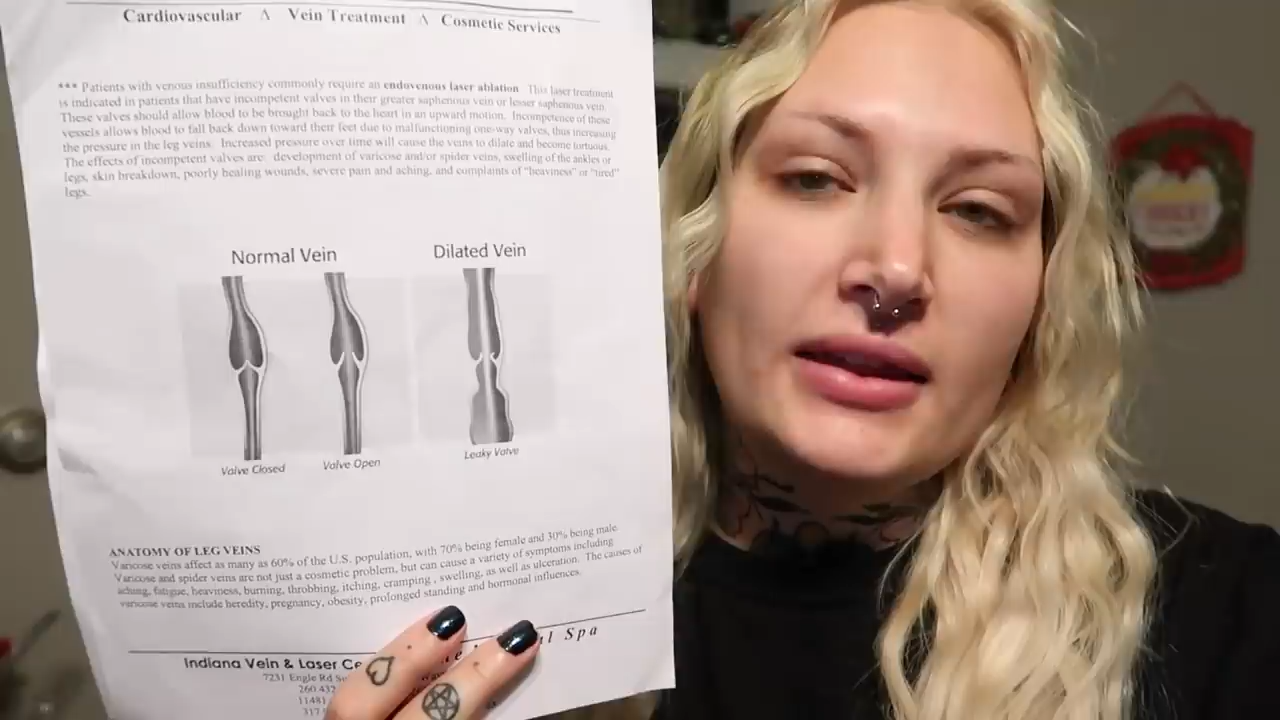 Cardiovascular Δ Vein Treatment Δ Cosmetic Services
*** Patients with venous insufficiency commonly require an endovenous laser ablation. This laser treatment
is indicated in patients that have incompetent valves in their greater saphenous vein or lesser saphenous vein.
These valves should allow blood to be brought back to the heart in an upward motion. Incompetence of these
vessels allows blood to fall back down toward their feet due to malfunctioning one-way valves, thus increasing
the pressure in the leg veins. Increased pressure over time will cause the veins to dilate and become tortuous.
The effects of incompetent valves are: development of varicose and/or spider veins, swelling of the ankles or
legs, skin breakdown, poorly healing wounds, severe pain and aching, and complaints of "heaviness" or "tired"
legs.
Normal Vein
Dilated Vein
Valve Closed
Valve Open
Leaky Valve
ANATOMY OF LEG VEINS
Varicose veins affect as many as 60% of the U.S. population, with 70% being female and 30% being male.
Varicose and spider veins are not just a cosmetic problem, but can cause a variety of symptoms including
aching, fatigue, heaviness, burning, throbbing, itching, cramping , swelling, as well as ulceration. The causes of
varicose veins include heredity, pregnancy, obesity, prolonged standing and hormonal influences.
Spa
Indiana Vein & Laser Ce
7231 Engle Rd Su
260 432
11481
317